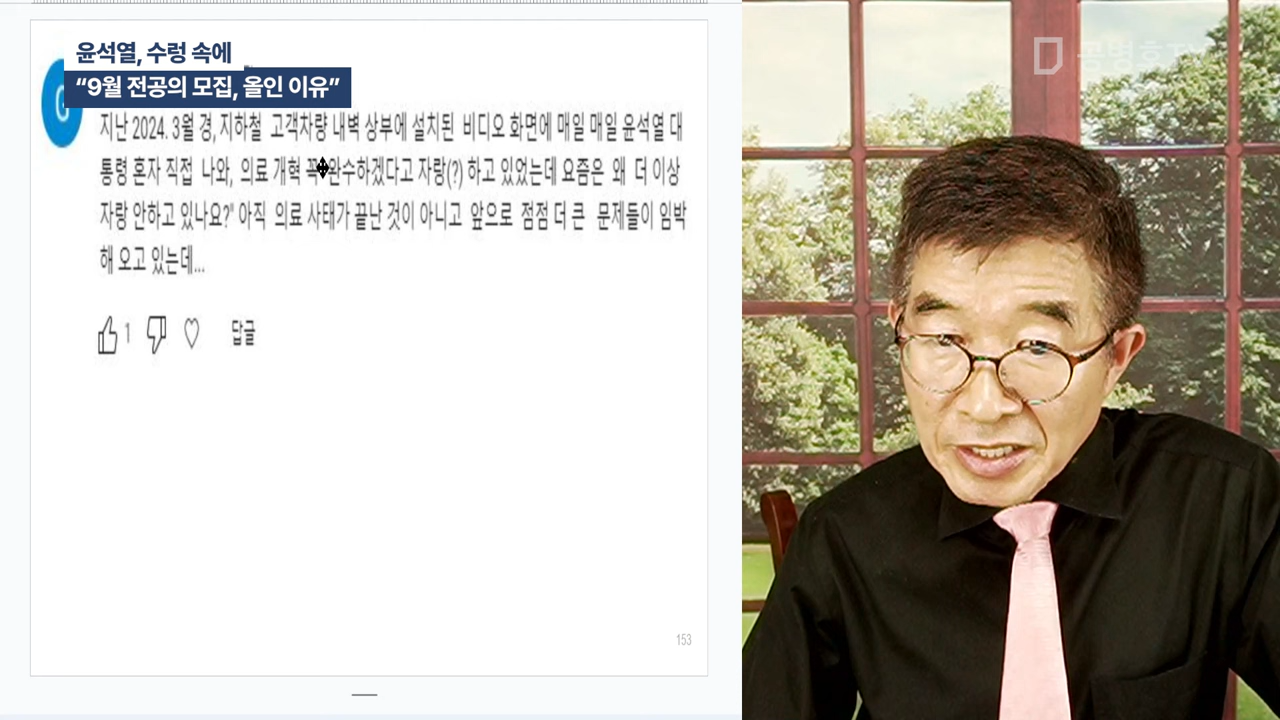 윤석열, 수렁 속에
“9월 전공의 모집, 올인 이유”
G
지난 2024. 3월 경, 지하철 고객차량 내벽 상부에 설치된 비디오 화면에 매일 매일 윤석열 대
통령 혼자 직접 나와, 의료 개혁 꼭 완수하겠다고 자랑(?) 하고 있었는데 요즘은 왜 더 이상
자랑 안하고 있나요?" 아직 의료 사태가 끝난 것이 아니고 앞으로 점점 더 큰 문제들이 임박
해 오고 있는데...
1 답글
153
공병호TV